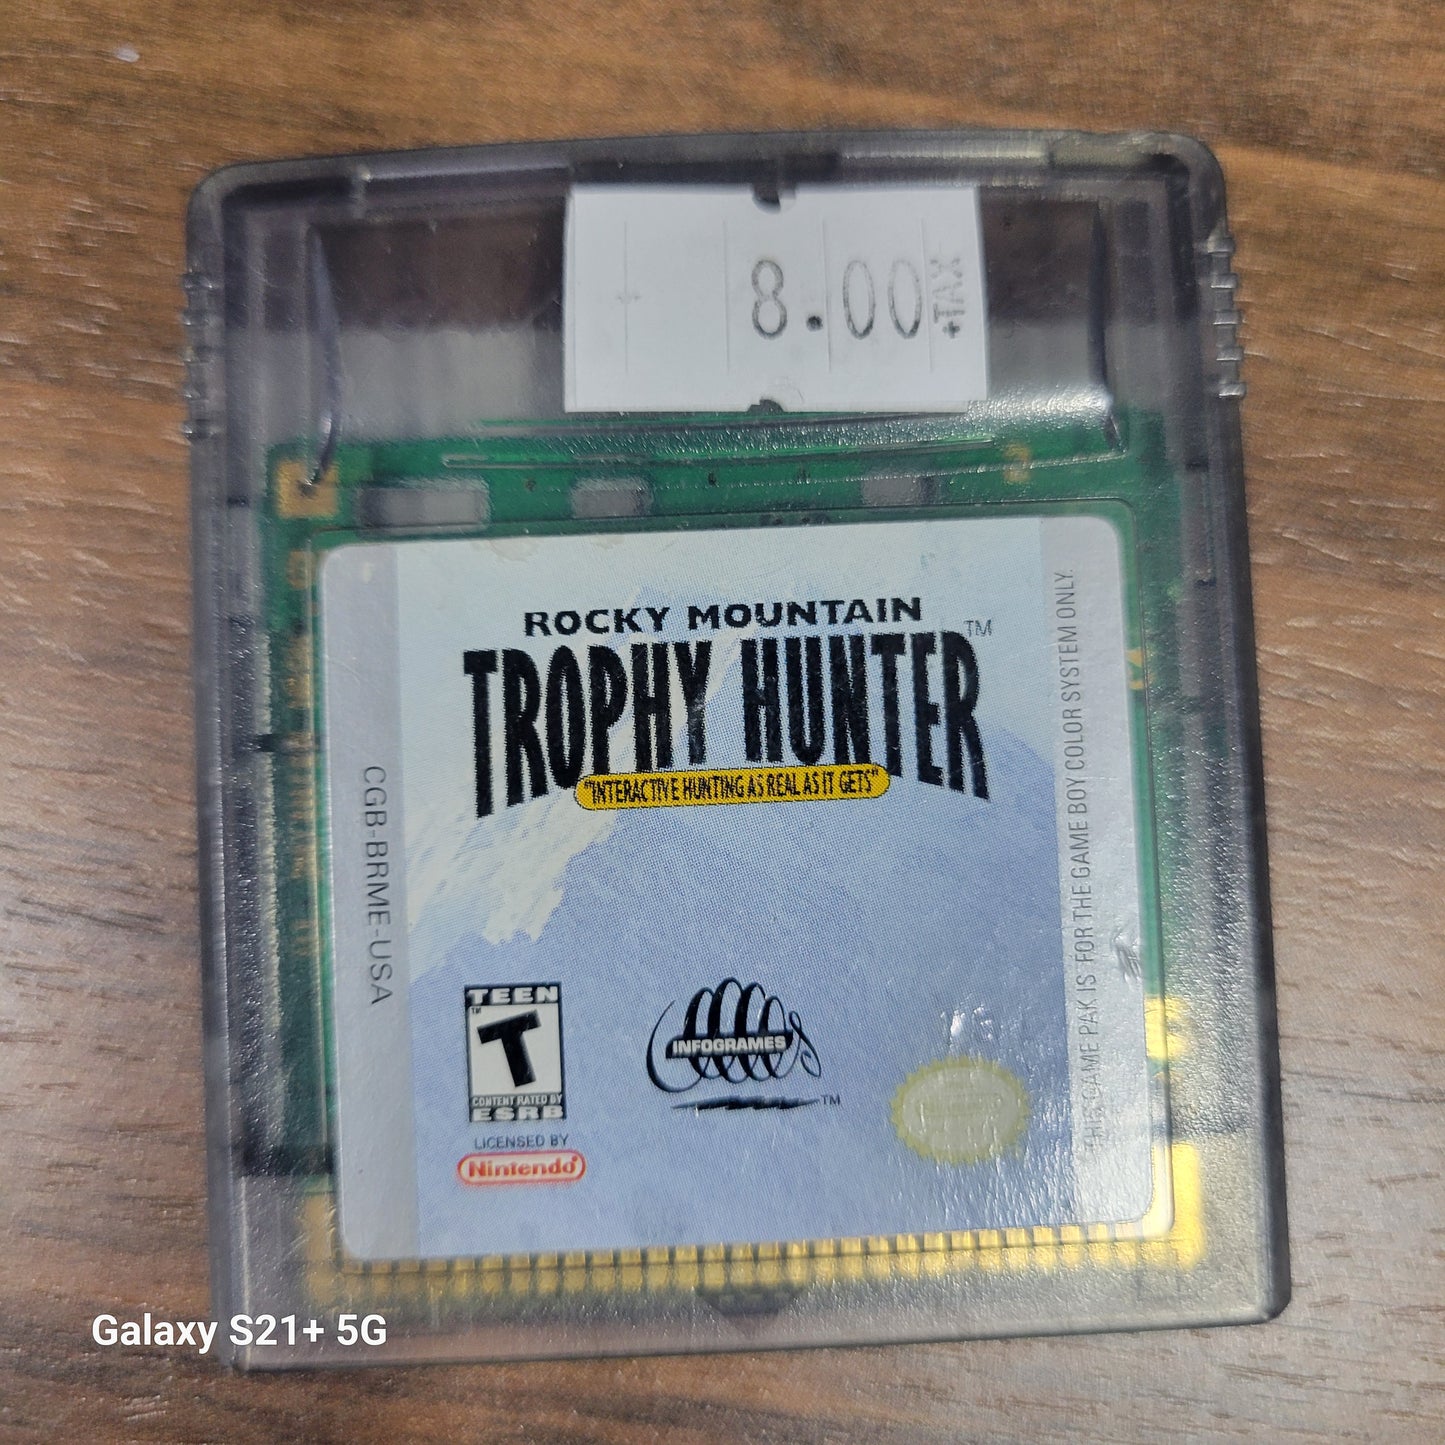 8.00
+TAX
ROCKY MOUNTAIN
TROPHY HUNTER™
"INTERACTIVE HUNTING AS REAL AS IT GETS"
CGB-BRME-USA
THIS GAME PAK IS FOR THE GAME BOY COLOR SYSTEM ONLY.
TEEN
™
T
CONTENT RATED BY
ESRB
INFOGRAMES
™
LICENSED BY
Nintendo®
Galaxy S21+ 5G